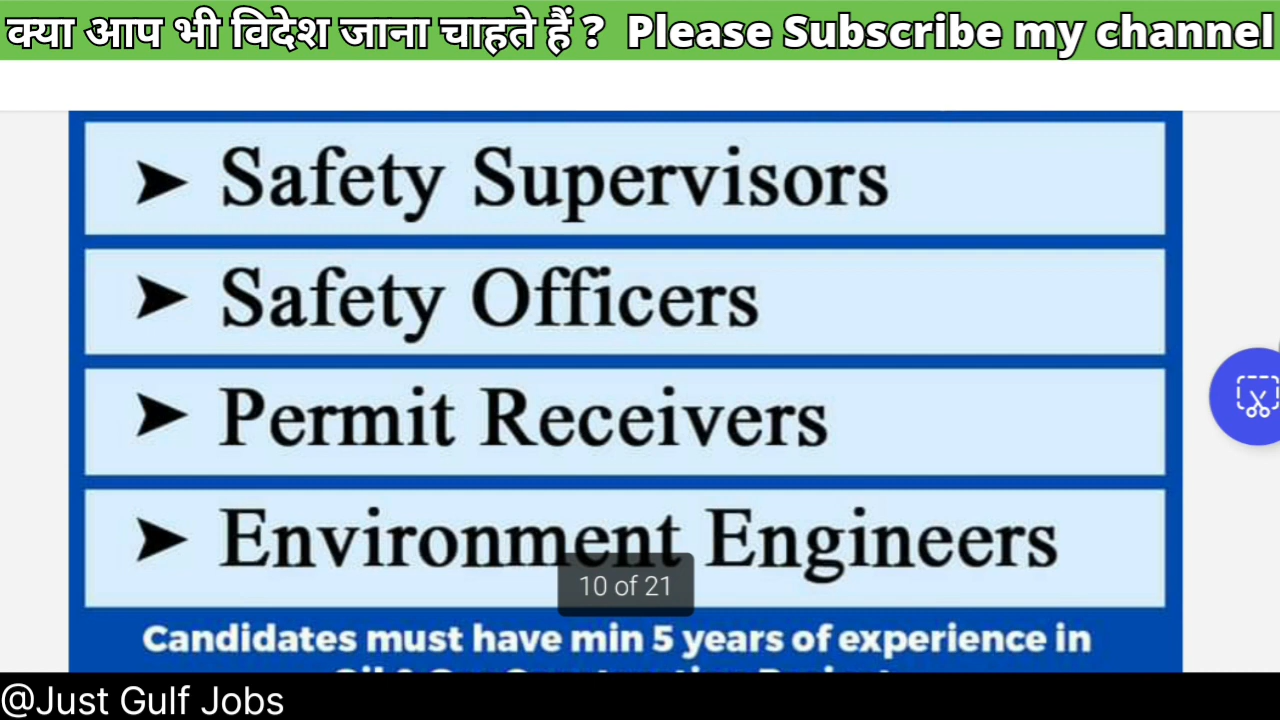 क्या आप भी विदेश जाना चाहते हैं ? Please Subscribe my channel
➤ Safety Supervisors
➤ Safety Officers
➤ Permit Receivers
➤ Environment Engineers
10 of 21
Candidates must have min 5 years of experience in
@Just Gulf Jobs